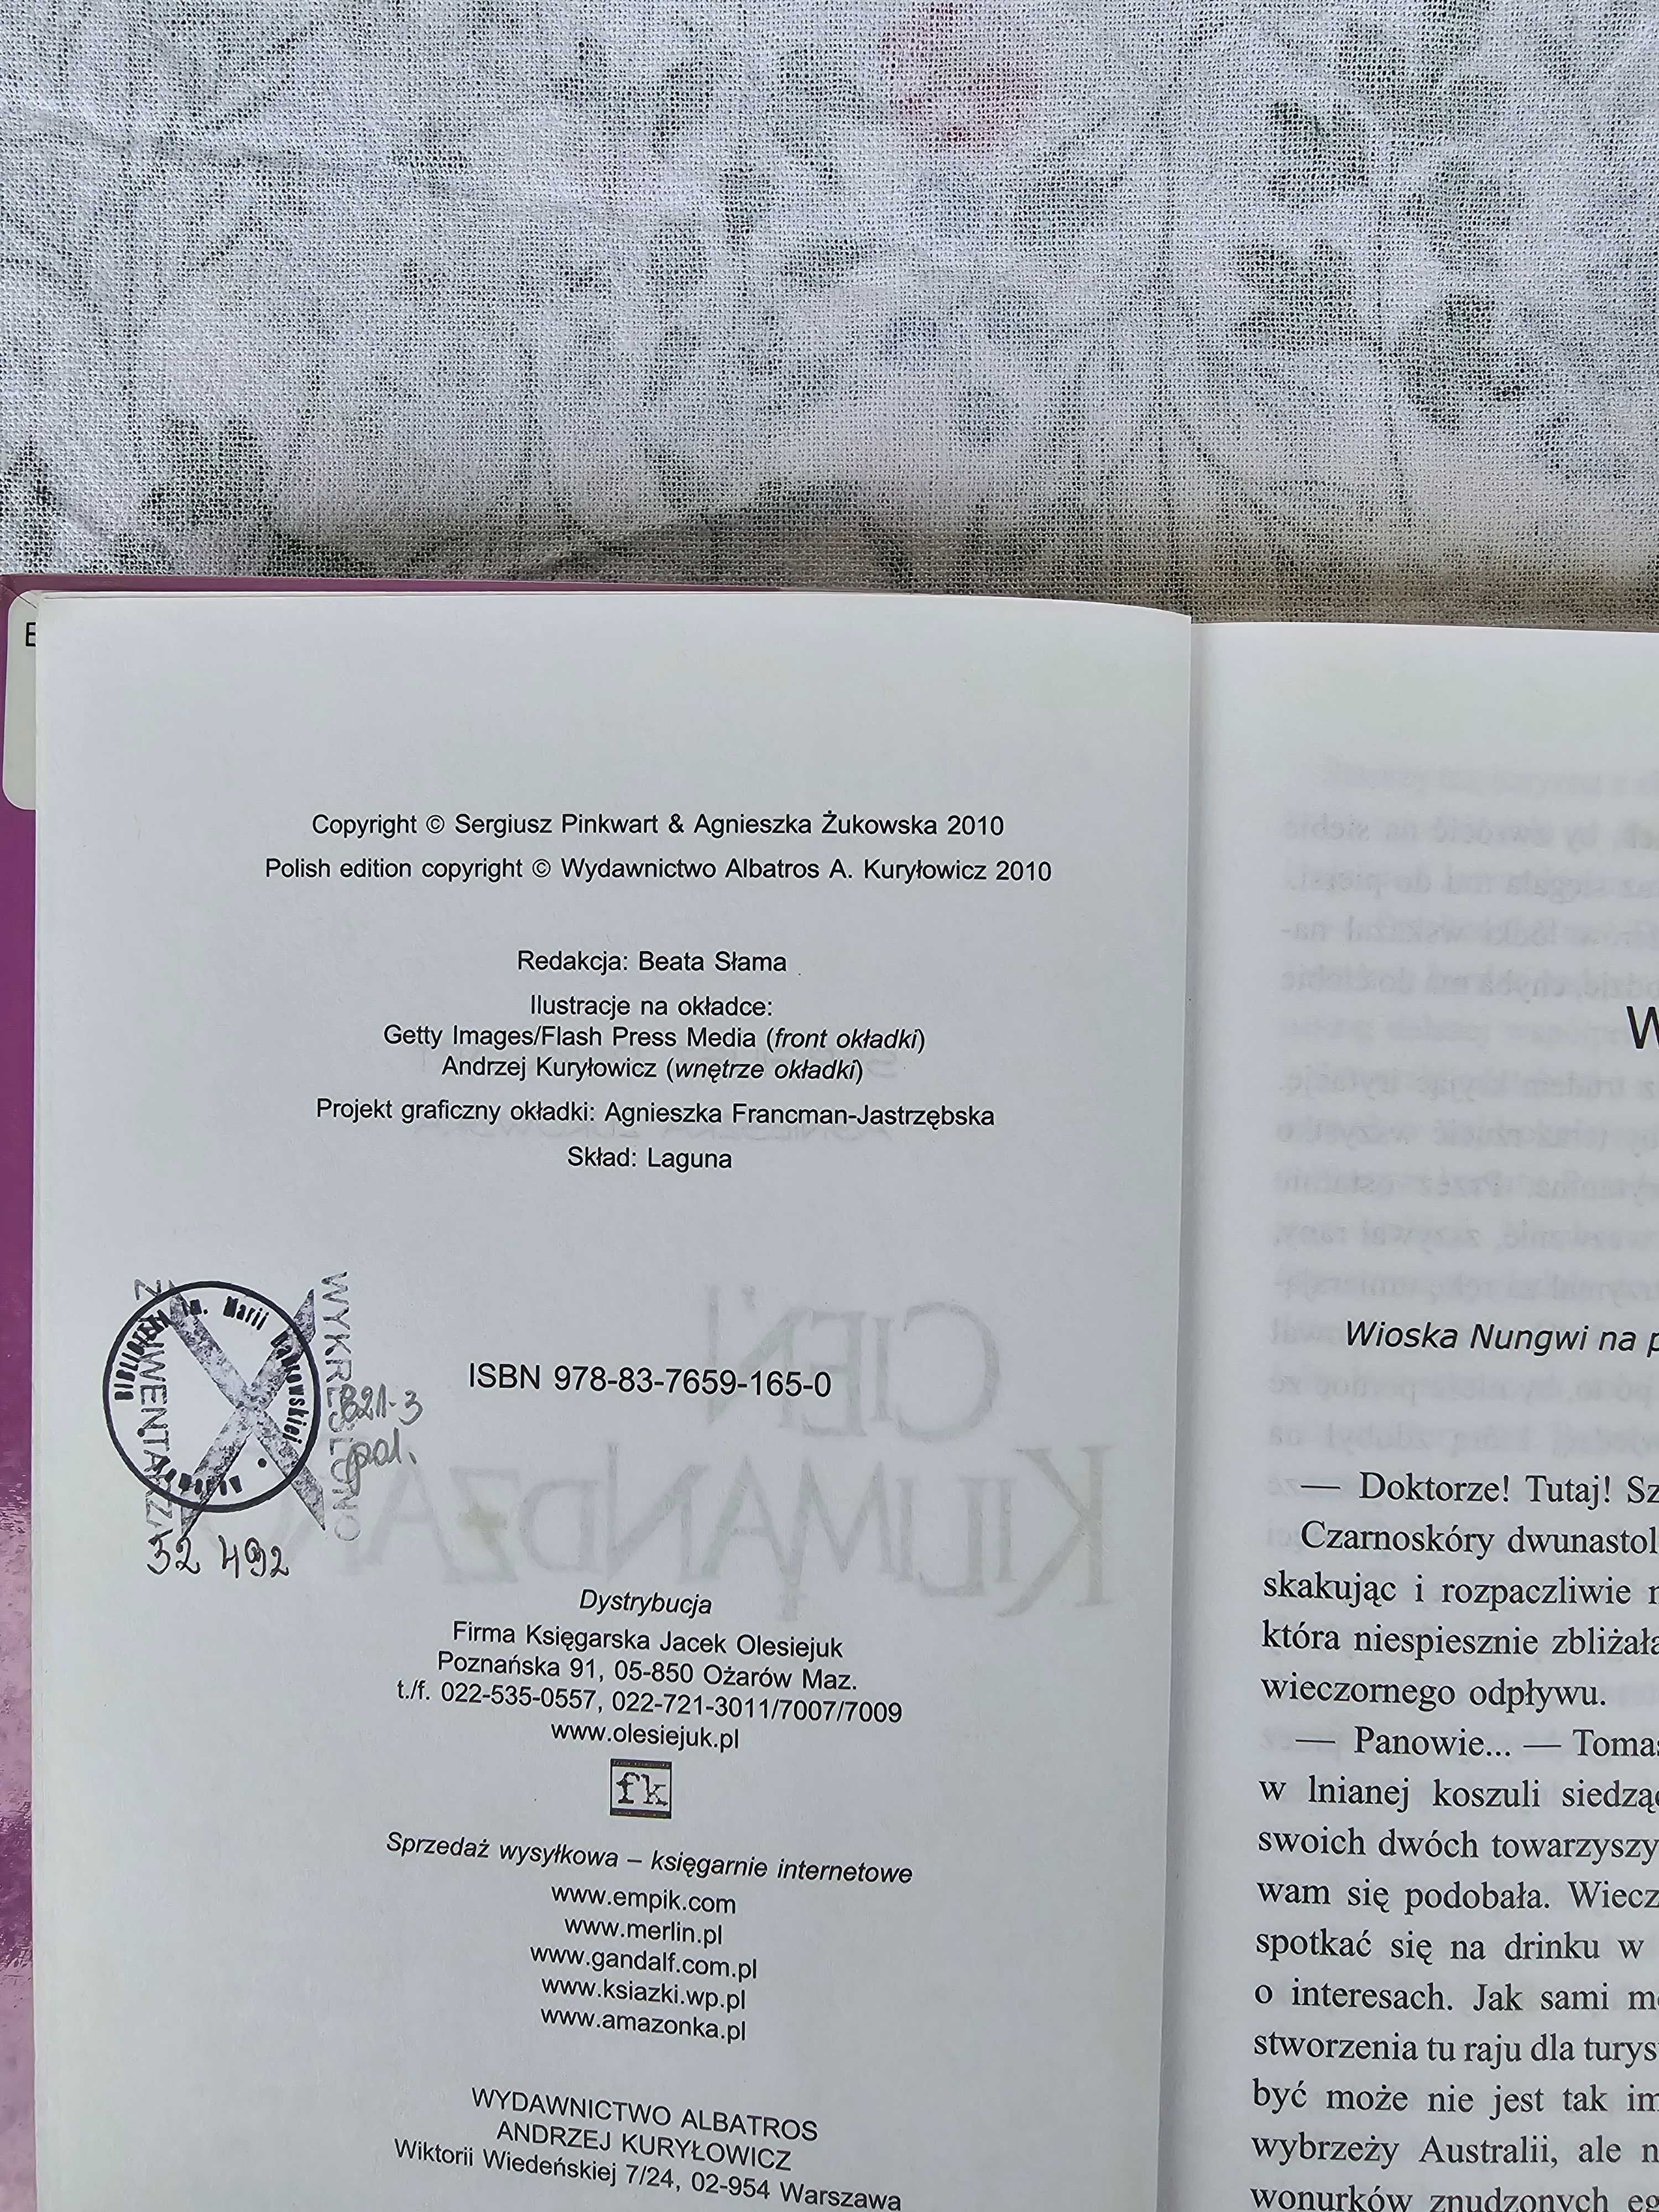 Copyright © Sergiusz Pinkwart & Agnieszka Żukowska 2010
Polish edition copyright © Wydawnictwo Albatros A. Kuryłowicz 2010
Redakcja: Beata Słama
Ilustracje na okładce:
Getty Images/Flash Press Media (front okładki)
Andrzej Kuryłowicz (wnętrze okładki)
Projekt graficzny okładki: Agnieszka Francman-Jastrzębska
Skład: Laguna
BIBLIOTEKA im. Marii
WYKREŚLONO
Z INWENTARZA
821-3
pol.
32 492
ISBN 978-83-7659-165-0
CIEŃ
Dystrybucja
Firma Księgarska Jacek Olesiejuk
Poznańska 91, 05-850 Ożarów Maz.
t./f. 022-535-0557, 022-721-3011/7007/7009
www.olesiejuk.pl
fk
Sprzedaż wysyłkowa – księgarnie internetowe
www.empik.com
www.merlin.pl
www.gandalf.com.pl
www.ksiazki.wp.pl
www.amazonka.pl
WYDAWNICTWO ALBATROS
ANDRZEJ KURYŁOWICZ
Wiktorii Wiedeńskiej 7/24, 02-954 Warszawa
W
Wioska Nungwi na p
— Doktorze! Tutaj! Sz
Czarnoskóry dwunastol
skakując i rozpaczliwie
która niespiesznie zbliżała
wieczornego odpływu.
— Panowie... — Tomas
w lnianej koszuli siedząc
swoich dwóch towarzyszy
wam się podobała. Wiecz
spotkać się na drinku w
o interesach. Jak sami
stworzenia tu raju dla turys
być może nie jest tak im
wybrzeży Australii, ale n
wonurków znudzonych eg